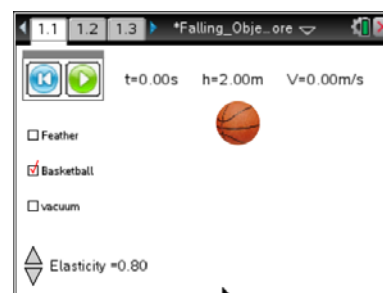 1.1 1.2 1.3 *Falling_Obje...ore
t=0.00s h=2.00m V=0.00m/s
Feather
Basketball
vacuum
Elasticity =0.80